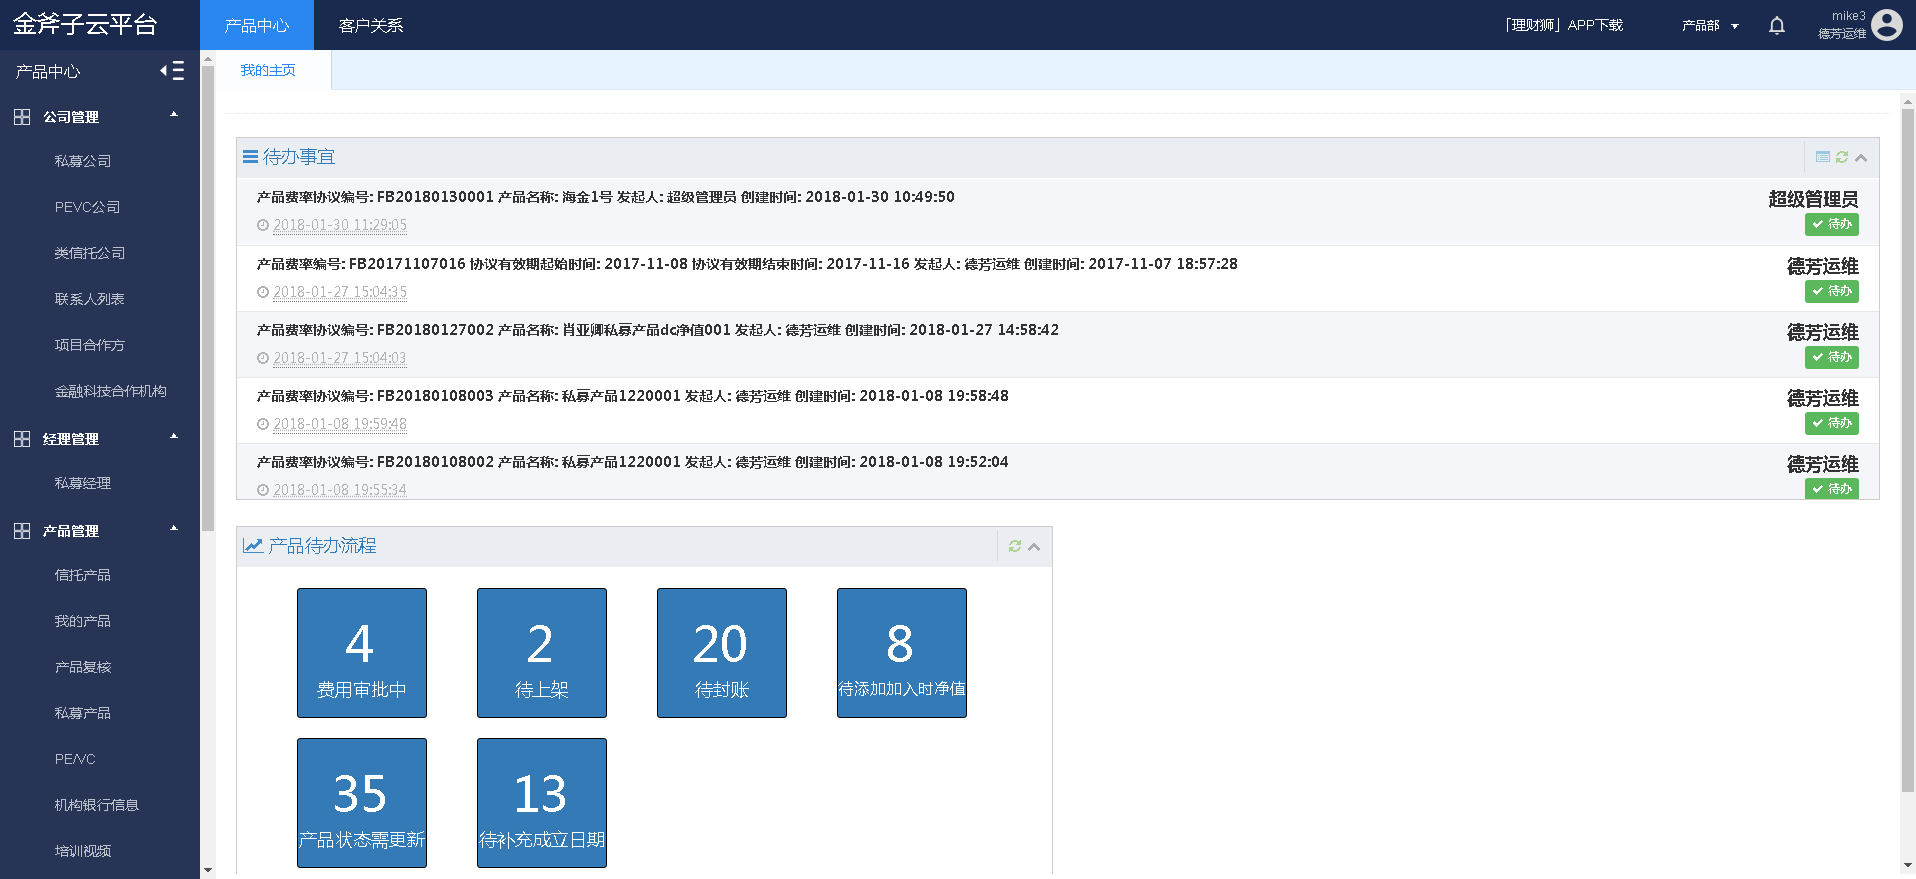 金斧子云平台
产品中心
客户关系
「理财狮」APP下载
产品部
mike3
德芳运维
产品中心
公司管理
私募公司
PEVC公司
类信托公司
联系人列表
项目合作方
金融科技合作机构
经理管理
私募经理
产品管理
信托产品
我的产品
产品复核
私募产品
PE/VC
机构银行信息
培训视频
我的主页
待办事宜
产品费率协议编号: FB20180130001 产品名称: 海金1号 发起人: 超级管理员 创建时间: 2018-01-30 10:49:50
超级管理员
2018-01-30 11:29:05
待办
产品费率编号: FB20171107016 协议有效期起始时间: 2017-11-08 协议有效期结束时间: 2017-11-16 发起人: 德芳运维 创建时间: 2017-11-07 18:57:28
德芳运维
2018-01-27 15:04:35
待办
产品费率协议编号: FB20180127002 产品名称: 肖亚卿私募产品dc净值001 发起人: 德芳运维 创建时间: 2018-01-27 14:58:42
德芳运维
2018-01-27 15:04:03
待办
产品费率协议编号: FB20180108003 产品名称: 私募产品1220001 发起人: 德芳运维 创建时间: 2018-01-08 19:58:48
德芳运维
2018-01-08 19:59:48
待办
产品费率协议编号: FB20180108002 产品名称: 私募产品1220001 发起人: 德芳运维 创建时间: 2018-01-08 19:52:04
德芳运维
2018-01-08 19:55:34
待办
产品待办流程
4
费用审批中
2
待上架
20
待封账
8
待添加加入时净值
35
产品状态需更新
13
待补充成立日期